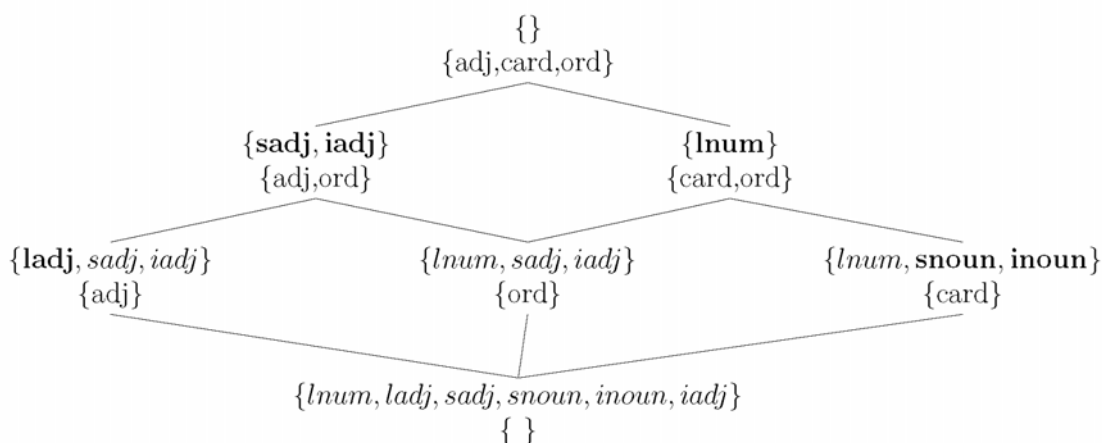 {}
{adj,card,ord}
{sadj, iadj}
{adj,ord}
{lnum}
{card,ord}
{ladj, sadj, iadj}
{adj}
{lnum, sadj, iadj}
{ord}
{lnum, snoun, inoun}
{card}
{lnum, ladj, sadj, snoun, inoun, iadj}
{ }